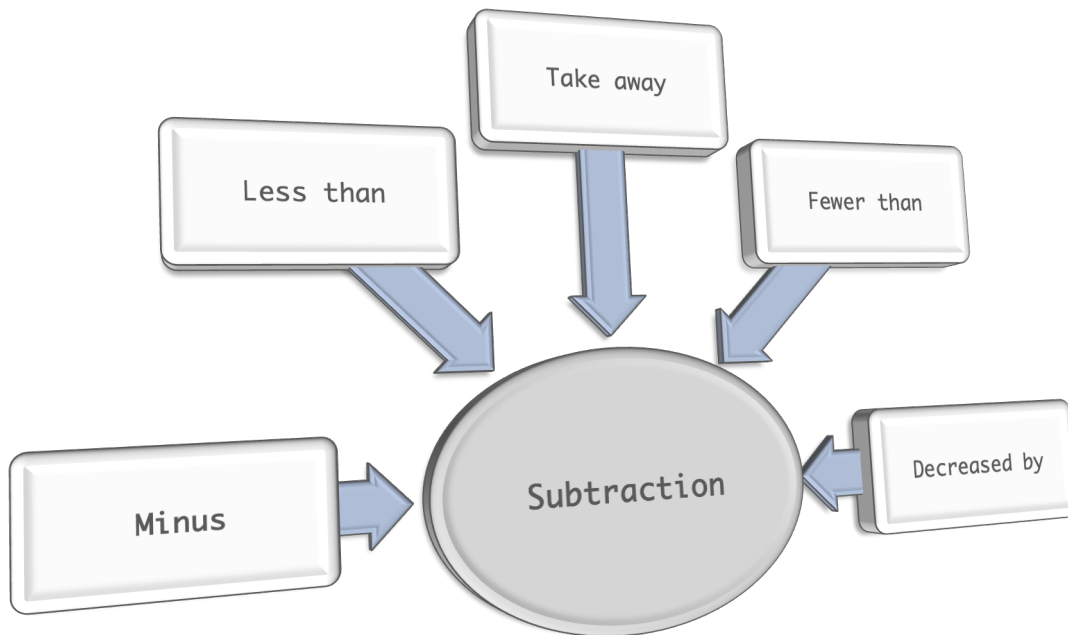 Take away
Less than
Fewer than
Decreased by
Subtraction
Minus